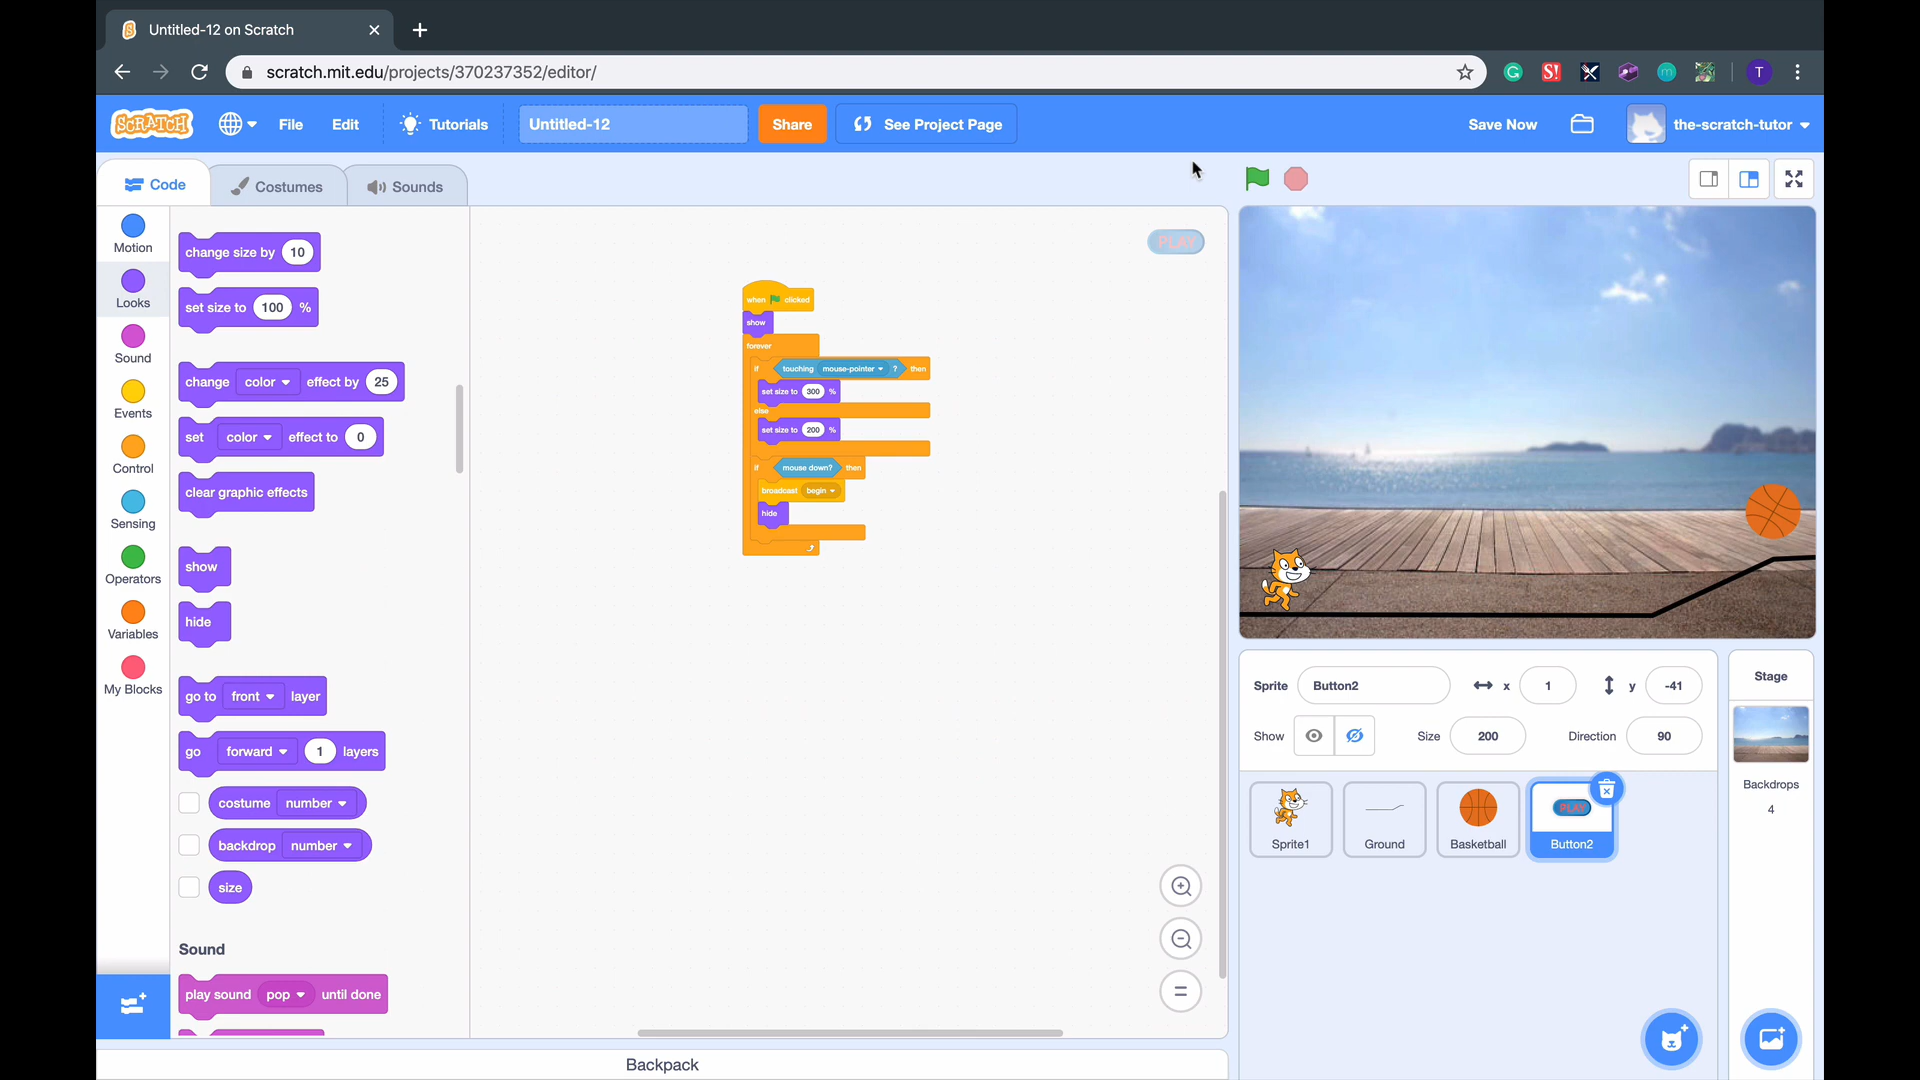 Untitled-12 on Scratch
scratch.mit.edu/projects/370237352/editor/
S!
m
T
SCRATCH
File
Edit
Tutorials
Untitled-12
Share
See Project Page
Save Now
the-scratch-tutor
Code
Costumes
Sounds
Motion
Looks
Sound
Events
Control
Sensing
Operators
Variables
My Blocks
change size by 10
set size to 100 %
change color effect by 25
set color effect to 0
clear graphic effects
show
hide
go to front layer
go forward 1 layers
costume number
backdrop number
size
Sound
play sound pop until done
PLAY
when clicked
show
forever
if touching mouse-pointer ? then
set size to 300 %
else
set size to 200 %
if mouse down? then
broadcast begin
hide
Backpack
Sprite Button2 x 1 y -41
Show Size 200 Direction 90
Sprite1
Ground
Basketball
PLAY
Button2
Stage
Backdrops
4